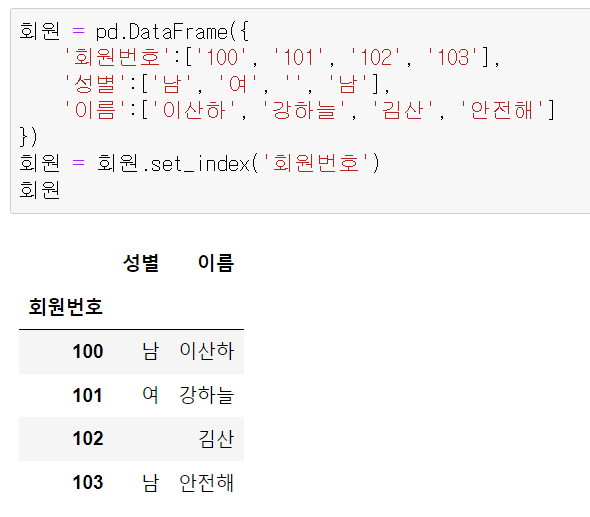 회원 = pd.DataFrame({
    '회원번호':['100', '101', '102', '103'],
    '성별':['남', '여', '', '남'],
    '이름':['이산하', '강하늘', '김산', '안전해']
})
회원 = 회원.set_index('회원번호')
회원
성별 이름
회원번호
100 남 이산하
101 여 강하늘
102 김산
103 남 안전해